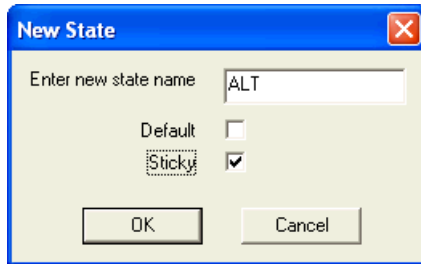 New State
Enter new state name ALT
Default
Sticky
OK Cancel